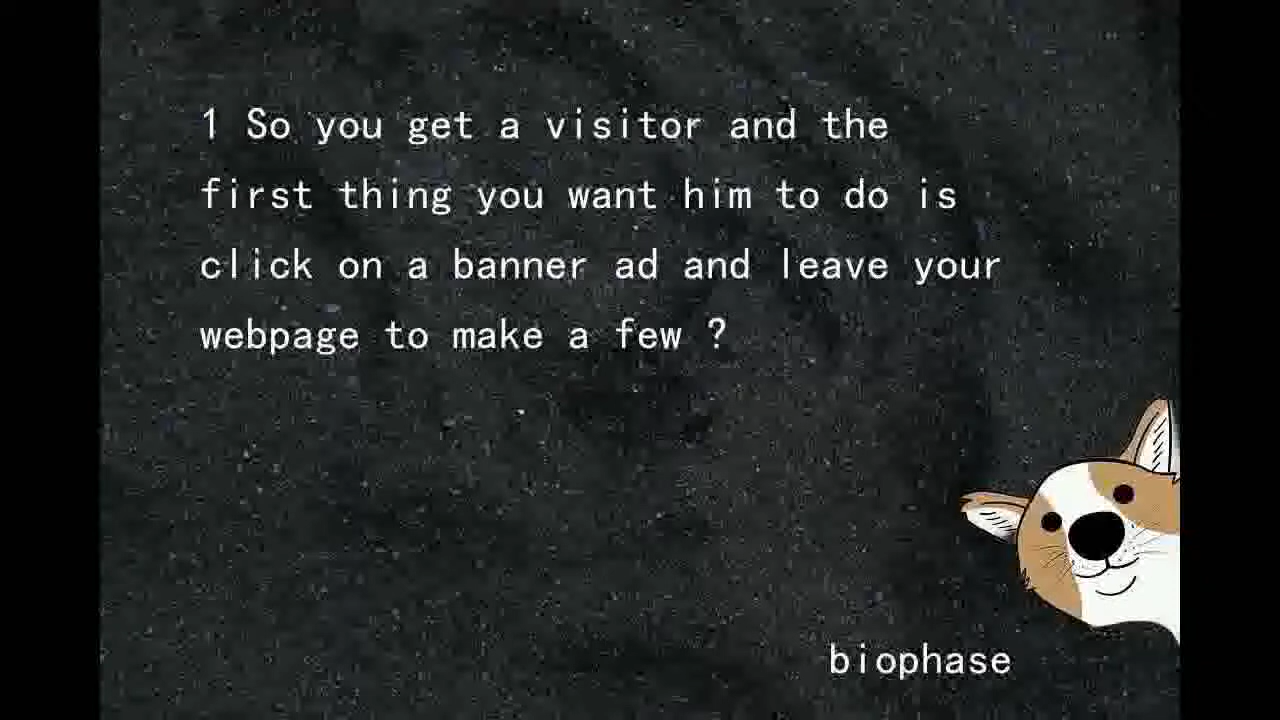 1 So you get a visitor and the
first thing you want him to do is
click on a banner ad and leave your
webpage to make a few ?
biophase